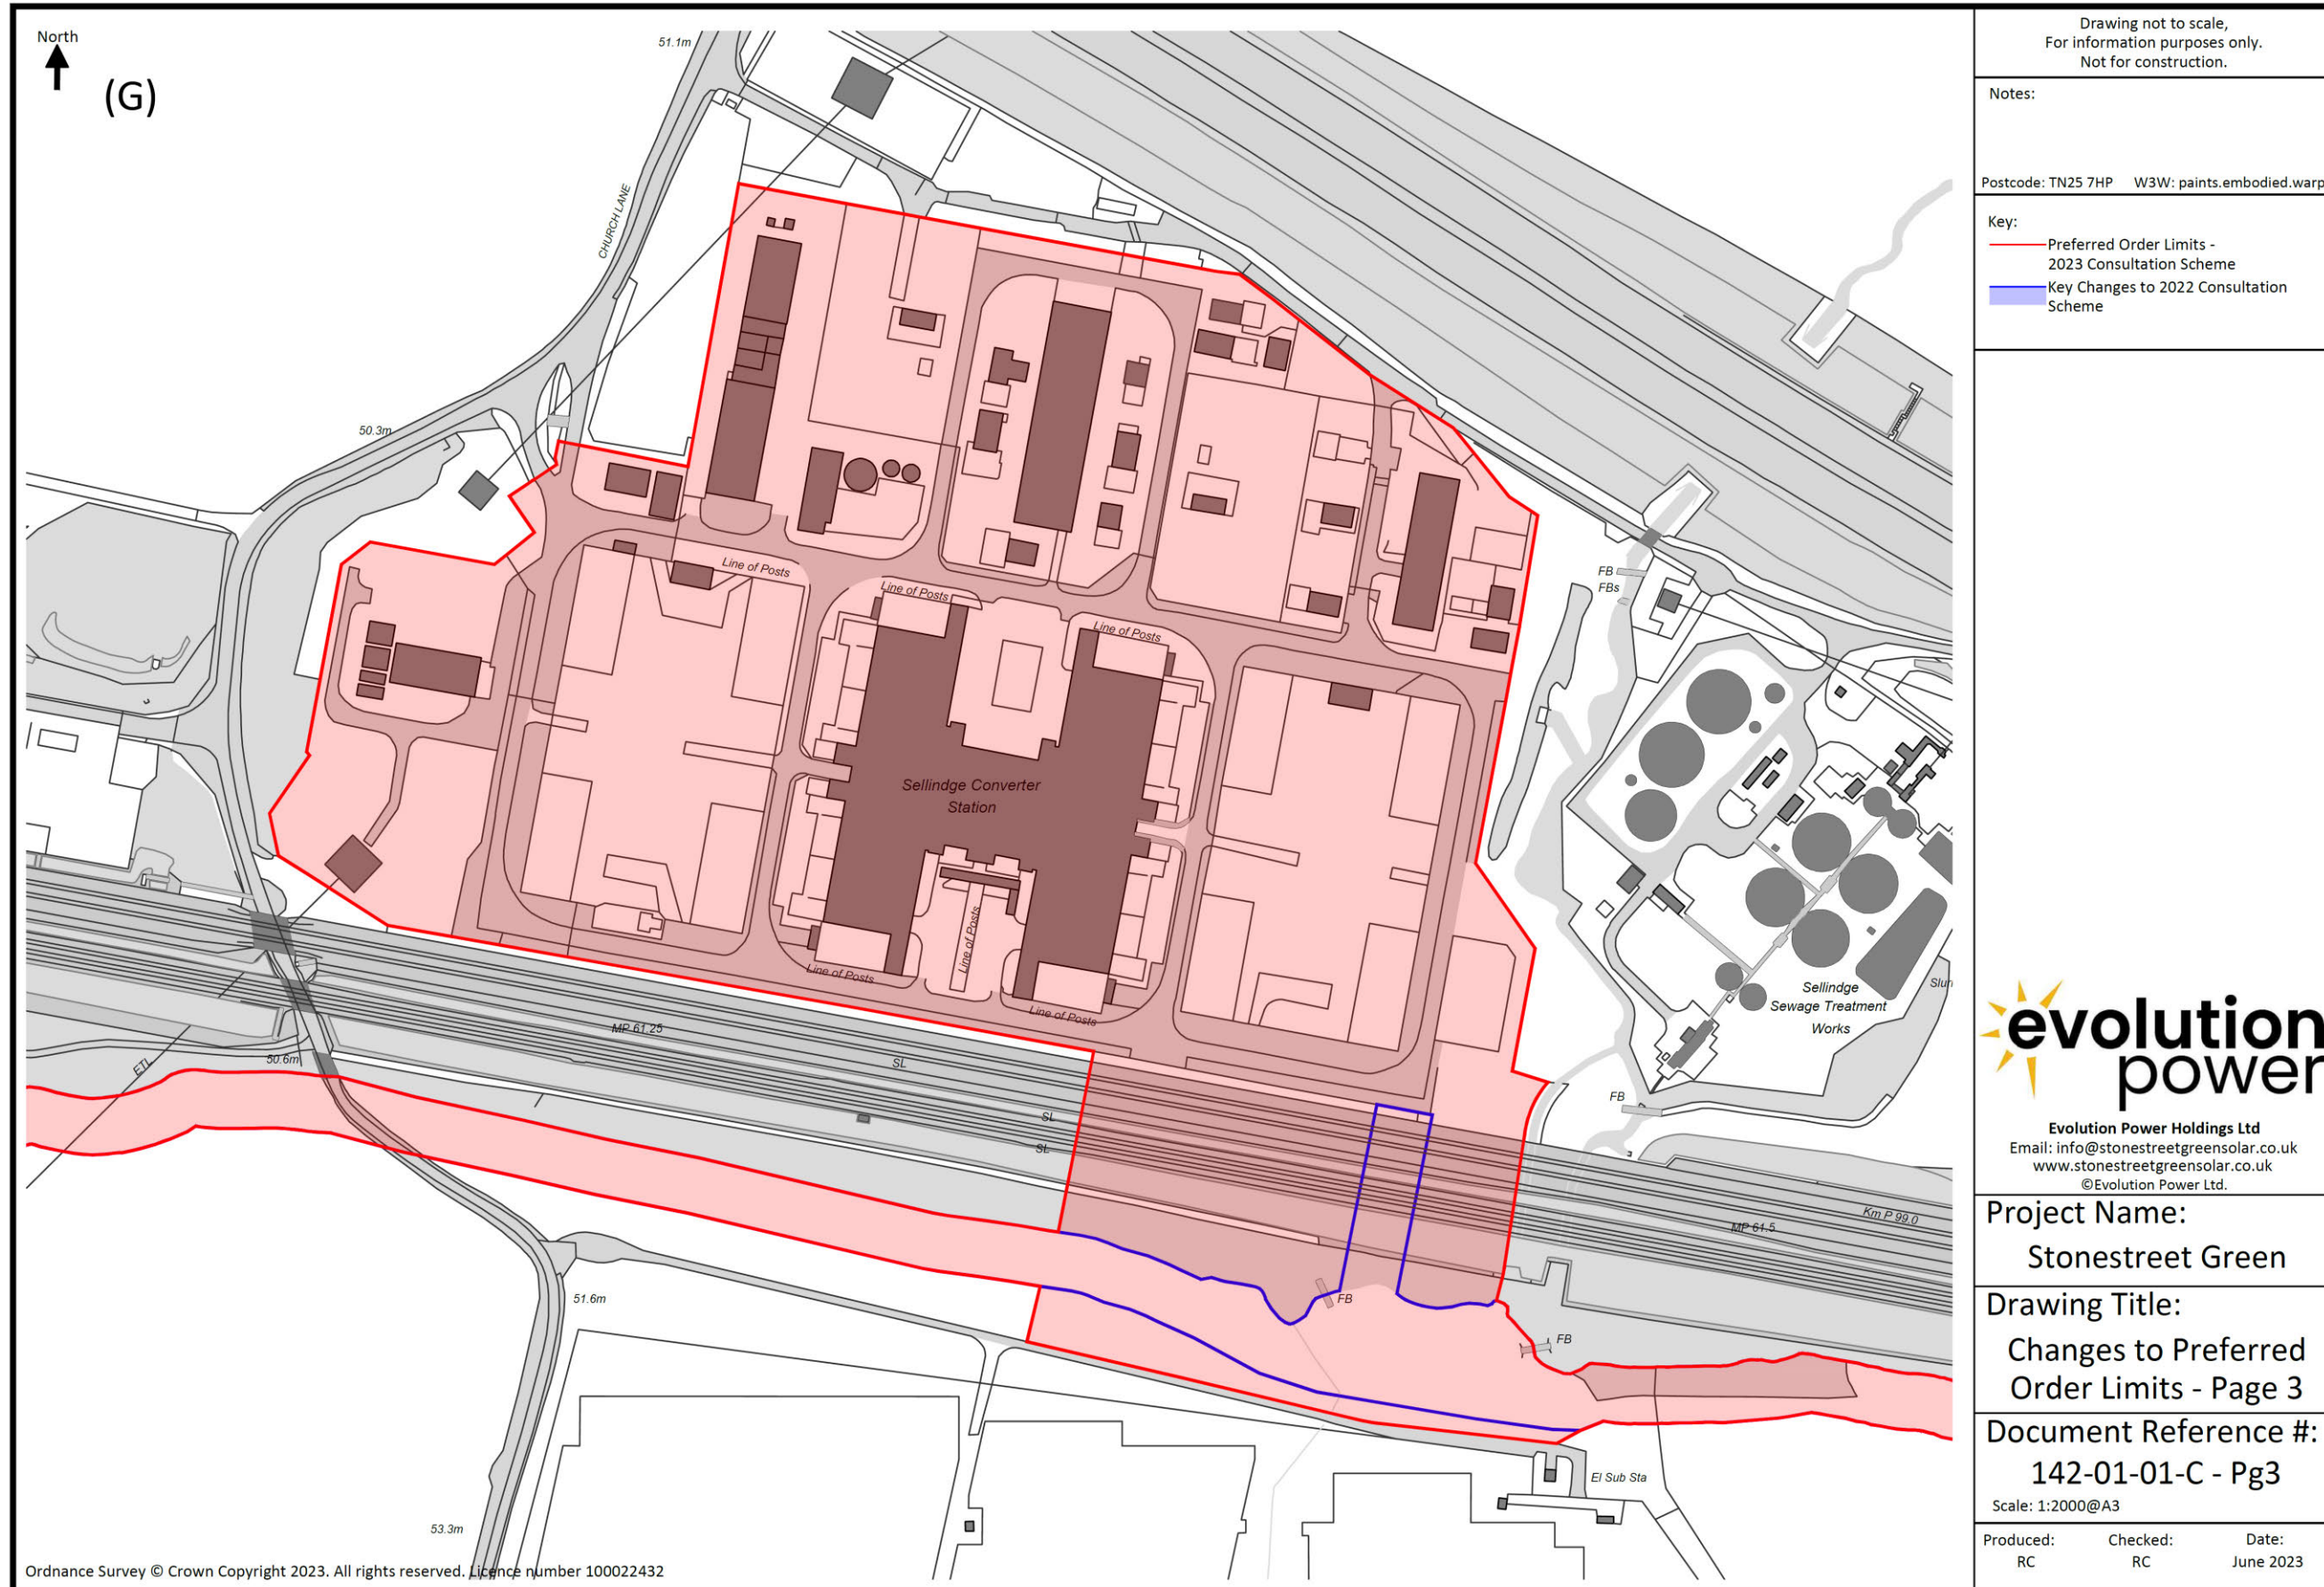 North
(G)
51.1m
CHURCH LANE
50.3m
Line of Posts
Line of Posts
Line of Posts
FB
FBs
Sellindge Converter
Station
Line of Posts
Line of Posts
Line of Posts
Sellindge
Sewage Treatment
Works
MP 61.25
SL
SL
SL
ETL
50.6m
FB
MP 61.5
Km P 99.0
51.6m
FB
FB
El Sub Sta
53.3m
Ordnance Survey © Crown Copyright 2023. All rights reserved. Licence number 100022432
Drawing not to scale,
For information purposes only.
Not for construction.
Notes:
Postcode: TN25 7HP W3W: paints.embodied.warp
Key:
Preferred Order Limits -
2023 Consultation Scheme
Key Changes to 2022 Consultation
Scheme
evolution
power
Evolution Power Holdings Ltd
Email: info@stonestreetgreensolar.co.uk
www.stonestreetgreensolar.co.uk
©Evolution Power Ltd.
Project Name:
Stonestreet Green
Drawing Title:
Changes to Preferred
Order Limits - Page 3
Document Reference #:
142-01-01-C - Pg3
Scale: 1:2000@A3
Produced: Checked: Date:
RC RC June 2023